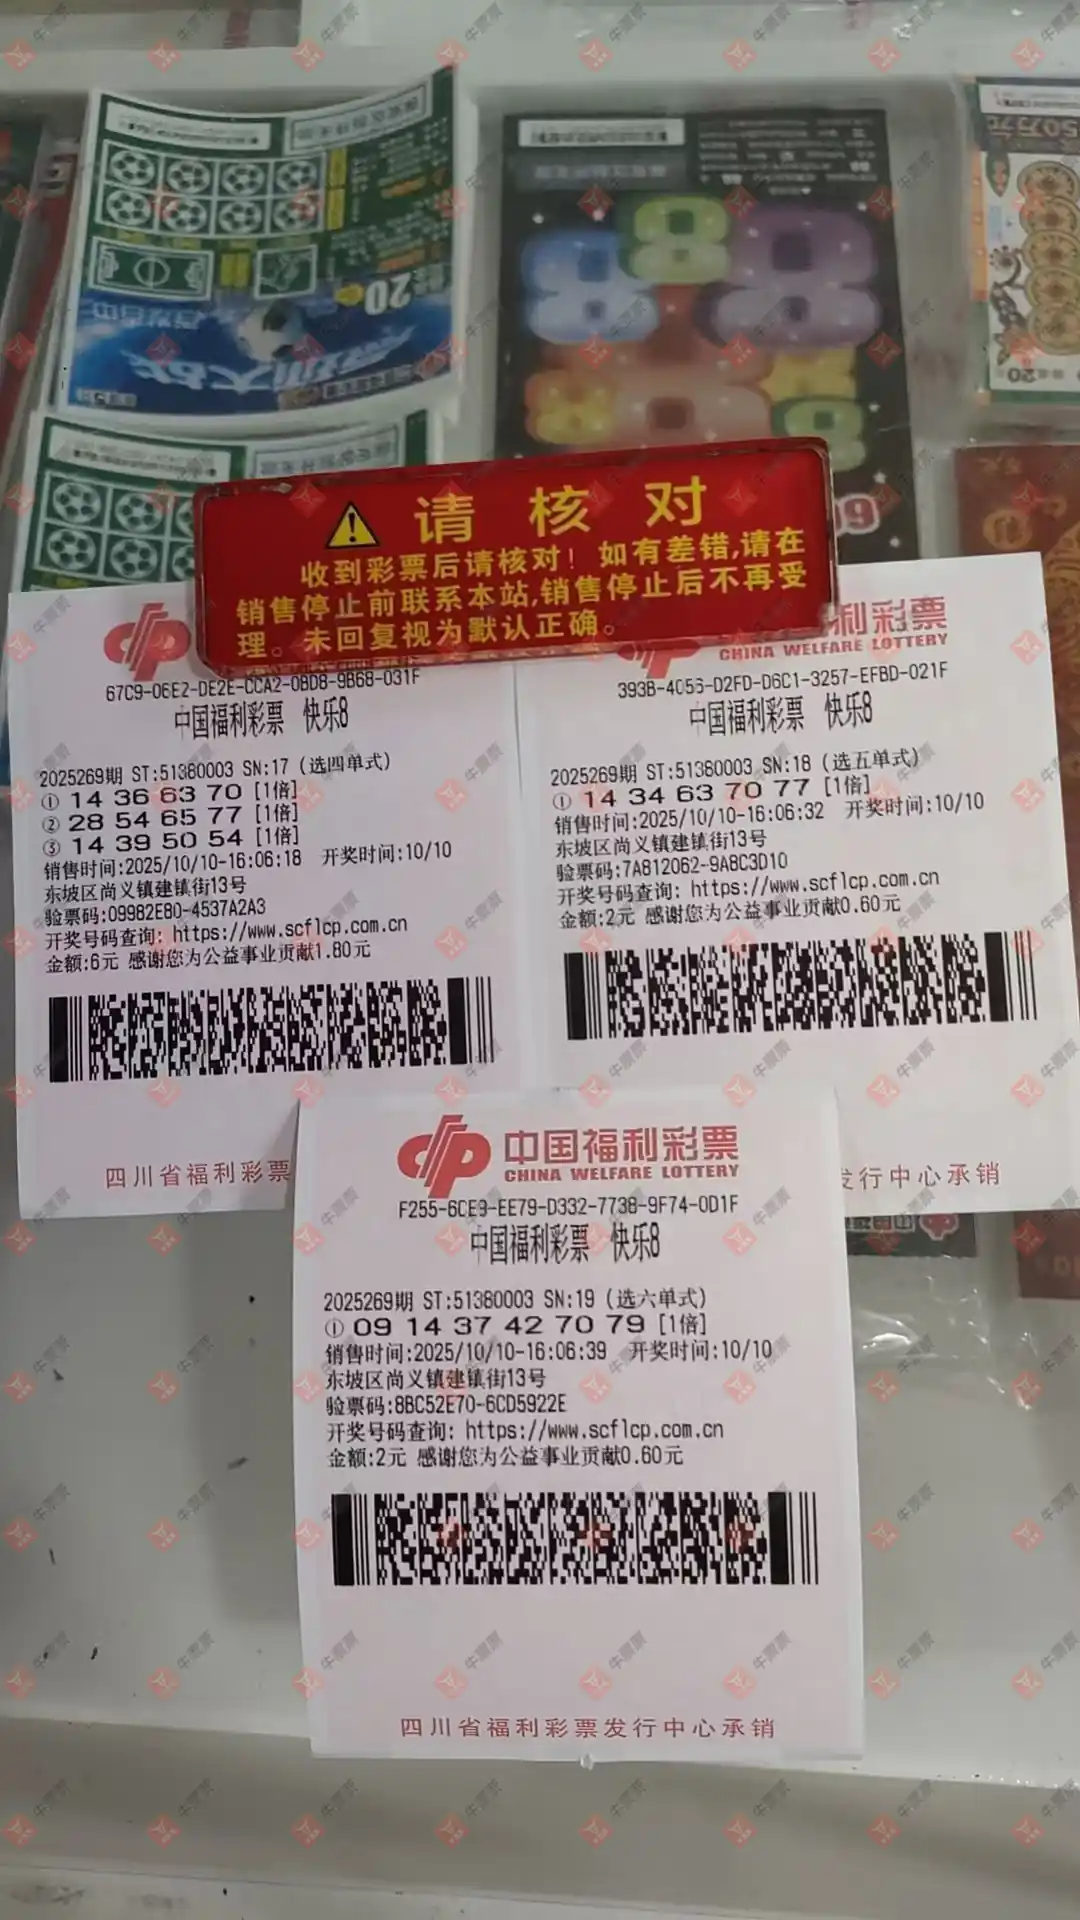 请核对
收到彩票后请核对！如有差错,请在
销售停止前联系本站,销售停止后不再受
理。未回复视为默认正确。
67C9-06E2-DE2E-CCA2-08D8-9B68-031F
中国福利彩票 快乐8
2025269期 ST:51380003 SN:17 (选四单式)
① 14 36 63 70 [1倍]
② 28 54 65 77 [1倍]
③ 14 39 50 54 [1倍]
销售时间:2025/10/10-16:06:18 开奖时间:10/10
东坡区尚义镇建镇街13号
验票码:09982E80-4537A2A3
开奖号码查询: https://www.scflcp.com.cn
金额:6元 感谢您为公益事业贡献1.80元
四川省福利彩票
利彩票
CHINA WELFARE LOTTERY
393B-4056-D2FD-D6C1-3257-EFBD-021F
中国福利彩票 快乐8
2025269期 ST:51380003 SN:18 (选五单式)
① 14 34 63 70 77 [1倍]
销售时间:2025/10/10-16:06:32 开奖时间:10/10
东坡区尚义镇建镇街13号
验票码:7A812062-9A8C3D10
开奖号码查询: https://www.scflcp.com.cn
金额:2元 感谢您为公益事业贡献0.60元
发行中心承销
中国福利彩票
CHINA WELFARE LOTTERY
F255-6CE9-EE79-D332-7738-9F74-0D1F
中国福利彩票 快乐8
2025269期 ST:51380003 SN:19 (选六单式)
① 09 14 37 42 70 79 [1倍]
销售时间:2025/10/10-16:06:39 开奖时间:10/10
东坡区尚义镇建镇街13号
验票码:8BC52E70-6CD5922E
开奖号码查询: https://www.scflcp.com.cn
金额:2元 感谢您为公益事业贡献0.60元
四川省福利彩票发行中心承销
50万元
20
牛票票